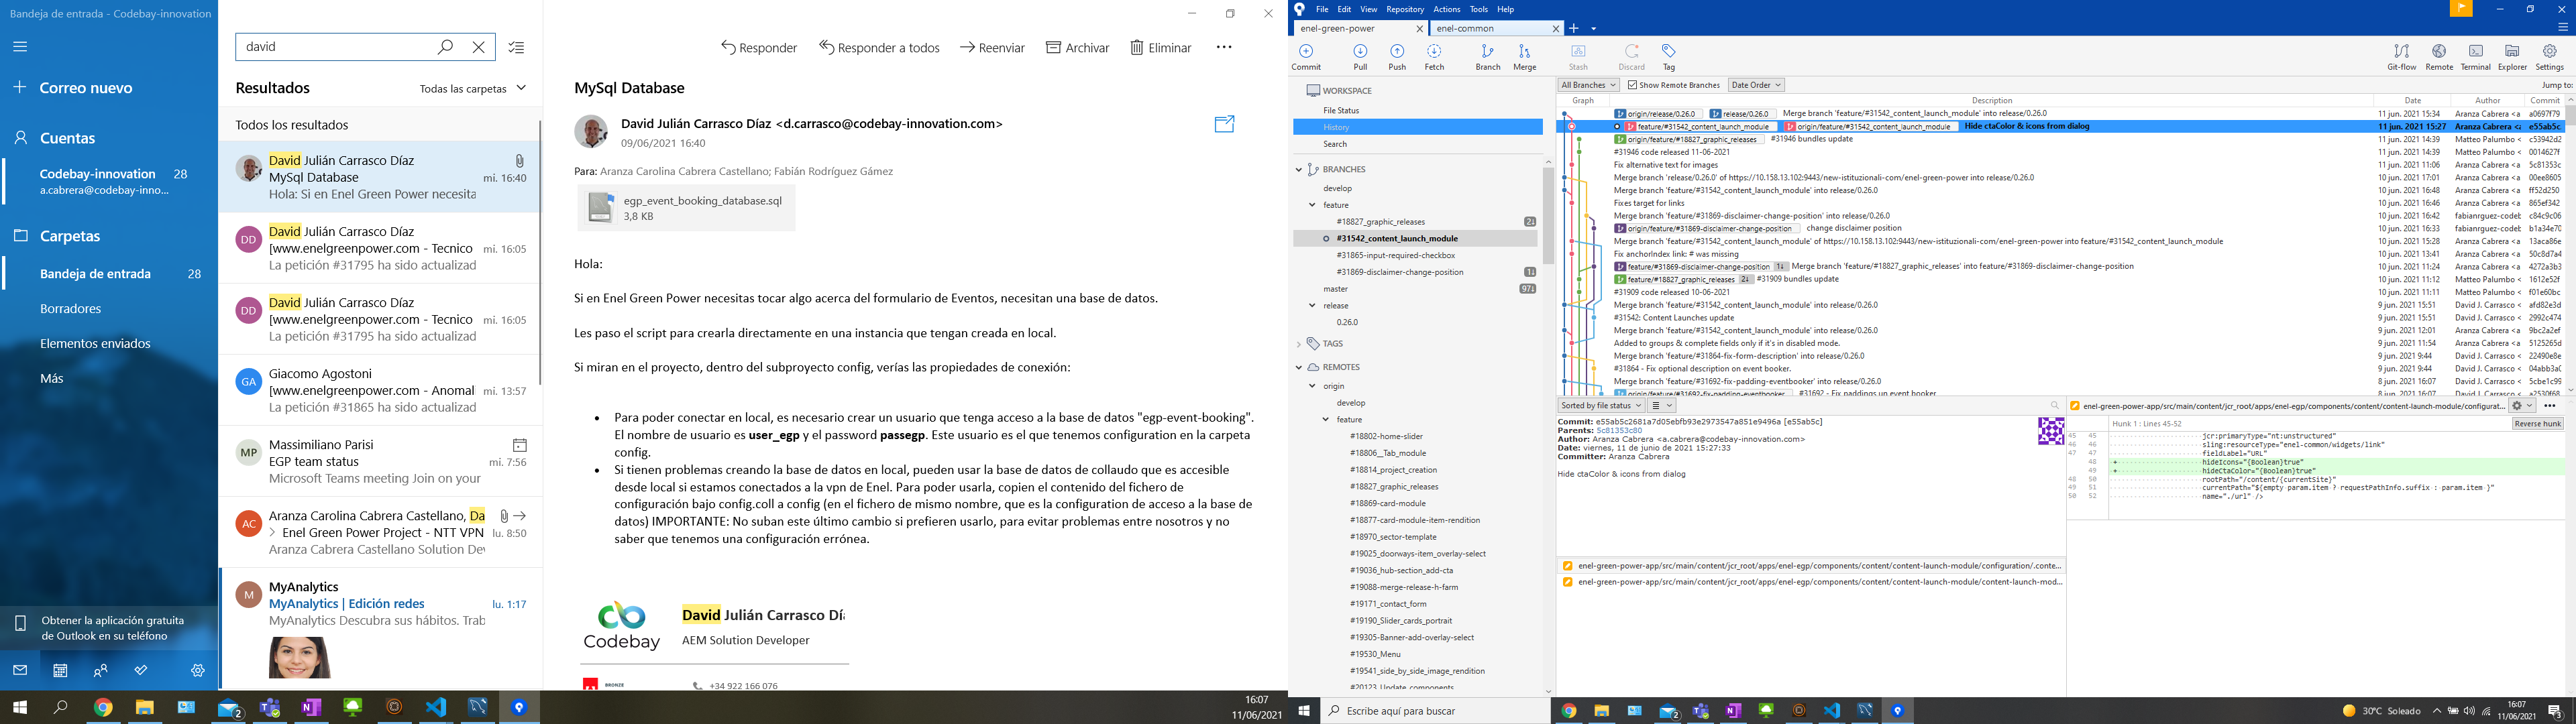 Bandeja de entrada - Codebay-innovation
Correo nuevo
Cuentas
Codebay-innovation 28
a.cabrera@codebay-inno...
Carpetas
Bandeja de entrada 28
Borradores
Elementos enviados
Más
Obtener la aplicación gratuita
de Outlook en su teléfono
david
Resultados
Todas las carpetas
Todos los resultados
David Julián Carrasco Díaz
MySql Database mi. 16:40
Hola: Si en Enel Green Power necesita
DD
David Julián Carrasco Díaz
[www.enelgreenpower.com - Tecnico mi. 16:05
La petición #31795 ha sido actualizad
DD
David Julián Carrasco Díaz
[www.enelgreenpower.com - Tecnico mi. 16:05
La petición #31795 ha sido actualizad
GA
Giacomo Agostoni
[www.enelgreenpower.com - Anomal mi. 13:57
La petición #31865 ha sido actualizad
MP
Massimiliano Parisi
EGP team status mi. 7:56
Microsoft Teams meeting Join on your
AC
Aranza Carolina Cabrera Castellano, Da
Enel Green Power Project - NTT VPN lu. 8:50
Aranza Cabrera Castellano Solution De
M
MyAnalytics
MyAnalytics | Edición redes lu. 1:17
MyAnalytics Descubra sus hábitos. Trab
Responder
Responder a todos
Reenviar
Archivar
Eliminar
MySql Database
David Julián Carrasco Díaz <d.carrasco@codebay-innovation.com>
09/06/2021 16:40
Para: Aranza Carolina Cabrera Castellano; Fabián Rodríguez Gámez
egp_event_booking_database.sql
3,8 KB
Hola:
Si en Enel Green Power necesitas tocar algo acerca del formulario de Eventos, necesitan una base de datos.
Les paso el script para crearla directamente en una instancia que tengan creada en local.
Si miran en el proyecto, dentro del subproyecto config, verías las propiedades de conexión:
• Para poder conectar en local, es necesario crear un usuario que tenga acceso a la base de datos "egp-event-booking".
El nombre de usuario es user_egp y el password passegp. Este usuario es el que tenemos configuration en la carpeta
config.
• Si tienen problemas creando la base de datos en local, pueden usar la base de datos de collaudo que es accesible
desde local si estamos conectados a la vpn de Enel. Para poder usarla, copien el contenido del fichero de
configuración bajo config.coll a config (en el fichero de mismo nombre, que es la configuration de acceso a la base de
datos) IMPORTANTE: No suban este último cambio si prefieren usarlo, para evitar problemas entre nosotros y no
saber que tenemos una configuración errónea.
Codebay
David Julián Carrasco Dí
AEM Solution Developer
BRONZE
+34 922 166 076
2
16:07
11/06/2021
File Edit View Repository Actions Tools Help
enel-green-power
enel-common
Commit Pull Push Fetch Branch Merge Stash Discard Tag
Git-flow Remote Terminal Explorer Settings
WORKSPACE
File Status
History
Search
BRANCHES
develop
feature
#18827_graphic_releases 2↓
#31542_content_launch_module
#31865-input-required-checkbox
#31869-disclaimer-change-position 1↓
master 97↓
release
0.26.0
TAGS
REMOTES
origin
develop
feature
#18802-home-slider
#18806_Tab_module
#18814_project_creation
#18827_graphic_releases
#18869-card-module
#18877-card-module-item-rendition
#18970_sector-template
#19025_doorways-item_overlay-select
#19036_hub-section_add-cta
#19088-merge-release-h-farm
#19171_contact_form
#19190_Slider_cards_portrait
#19305-Banner-add-overlay-select
#19530_Menu
#19541_side_by_side_image_rendition
#20123_Update_components
All Branches
Show Remote Branches
Date Order
Jump to:
Graph Description Date Author Commit
origin/release/0.26.0 release/0.26.0 Merge branch 'feature/#31542_content_launch_module' into release/0.26.0 11 jun. 2021 15:34 Aranza Cabrera <a a0697f79
feature/#31542_content_launch_module origin/feature/#31542_content_launch_module Hide ctaColor & icons from dialog 11 jun. 2021 15:27 Aranza Cabrera <a e55ab5c
origin/feature/#18827_graphic_releases #31946 bundles update 11 jun. 2021 14:39 Matteo Palumbo < c53942d2
#31946 code released 11-06-2021 11 jun. 2021 14:39 Matteo Palumbo < 0014627f
Fix alternative text for images 11 jun. 2021 11:06 Aranza Cabrera <a 5c81353c
Merge branch 'release/0.26.0' of https://10.158.13.102:9443/new-istituzionali-com/enel-green-power into release/0.26.0 10 jun. 2021 17:01 Aranza Cabrera <a 00ee8605
Merge branch 'feature/#31542_content_launch_module' into release/0.26.0 10 jun. 2021 16:48 Aranza Cabrera <a ff52d250
Fixes target for links 10 jun. 2021 16:46 Aranza Cabrera <a 865ef342
Merge branch 'feature/#31869-disclaimer-change-position' into release/0.26.0 10 jun. 2021 16:42 fabianrguez-codeb c84c9c06
origin/feature/#31869-disclaimer-change-position change disclaimer position 10 jun. 2021 16:33 fabianrguez-codeb b1a34e70
Merge branch 'feature/#31542_content_launch_module' of https://10.158.13.102:9443/new-istituzionali-com/enel-green-power into feature/#31542_content_launch_module 10 jun. 2021 15:28 Aranza Cabrera <a 13aca86e
Fix anchorIndex link: # was missing 10 jun. 2021 13:41 Aranza Cabrera <a 50c8d7a4
feature/#31869-disclaimer-change-position 1↓ Merge branch 'feature/#18827_graphic_releases' into feature/#31869-disclaimer-change-position 10 jun. 2021 11:24 Aranza Cabrera <a 4272a3b3
feature/#18827_graphic_releases 2↓ #31909 bundles update 10 jun. 2021 11:12 Matteo Palumbo < 1612e52f
#31909 code released 10-06-2021 10 jun. 2021 11:11 Matteo Palumbo < f01e60bc
Merge branch 'feature/#31542_content_launch_module' into release/0.26.0 9 jun. 2021 15:51 David J. Carrasco < afd82e3d
#31542: Content Launches update 9 jun. 2021 15:51 David J. Carrasco < 2992c474
Merge branch 'feature/#31542_content_launch_module' into release/0.26.0 9 jun. 2021 12:01 Aranza Cabrera <a 9bc2a2ef
Added to groups & complete fields only if it's in disabled mode. 9 jun. 2021 11:54 Aranza Cabrera <a 5125265d
Merge branch 'feature/#31864-fix-form-description' into release/0.26.0 9 jun. 2021 9:44 David J. Carrasco < 22490e8e
#31864 - Fix optional description on event booker. 9 jun. 2021 9:44 David J. Carrasco < 04abb3a0
Merge branch 'feature/#31692-fix-padding-eventbooker' into release/0.26.0 8 jun. 2021 16:07 David J. Carrasco < 5cbe1c99
origin/feature/#31692-fix-padding-eventbooker #31692 - Fix paddings up event booker 8 jun. 2021 16:07 David J. Carrasco < a2530f68
Sorted by file status
Commit: e55ab5c2681a7d05ebfb93e2973547a851e9496a [e55ab5c]
Parents: 5c81353c80
Author: Aranza Cabrera <a.cabrera@codebay-innovation.com>
Date: viernes, 11 de junio de 2021 15:27:33
Committer: Aranza Cabrera
Hide ctaColor & icons from dialog
enel-green-power-app/src/main/content/jcr_root/apps/enel-egp/components/content/content-launch-module/configuration/.conte...
enel-green-power-app/src/main/content/jcr_root/apps/enel-egp/components/content/content-launch-module/content-launch-mod...
enel-green-power-app/src/main/content/jcr_root/apps/enel-egp/components/content/content-launch-module/configurat...
Hunk 1 : Lines 45-52
Reverse hunk
45 45 jcr:primaryType="nt:unstructured"
46 46 sling:resourceType="enel-common/widgets/link"
47 47 fieldLabel="URL"
48 + hideIcons="{Boolean}true"
49 + hideCtaColor="{Boolean}true"
48 50 rootPath="/content/{currentSite}"
49 51 currentPath="${empty param.item ? requestPathInfo.suffix : param.item }"
50 52 name="./url" />
Escribe aquí para buscar
2
30°C Soleado
16:07
11/06/2021
3